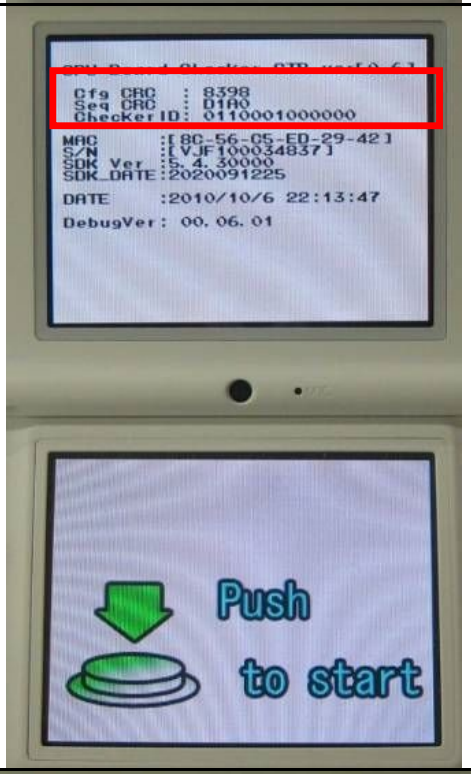 CPU Board Checker CTR ver[0.6]
Cfg CRC : 8398
Seq CRC : D1A0
CheckerID: 0110001000000
MAC :[8C-56-C5-ED-29-42]
S/N :[VJF100034837]
SDK Ver :5.4.30000
SDK_DATE:2020091225
DATE :2010/10/6 22:13:47
DebugVer: 00.06.01
Push
to start